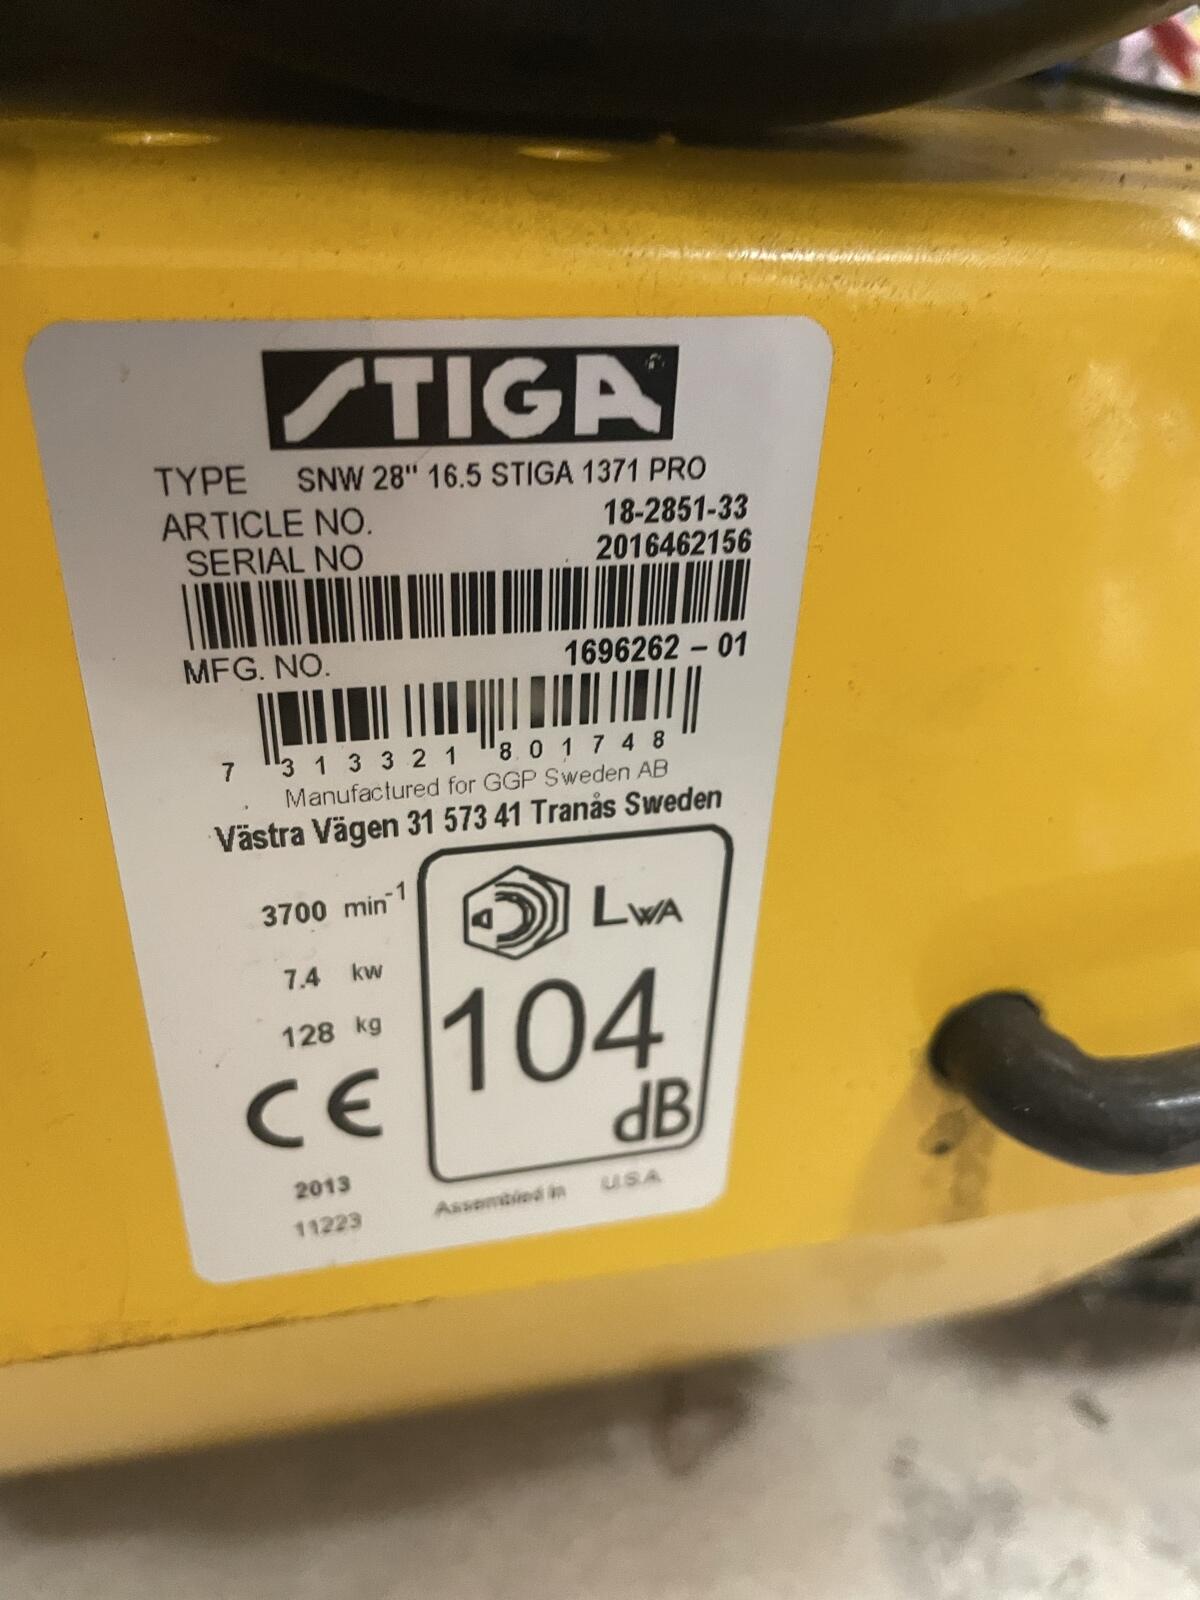 STIGA
TYPE SNW 28" 16.5 STIGA 1371 PRO
ARTICLE NO. 18-2851-33
SERIAL NO 2016462156
MFG. NO. 1696262 – 01
7 313321 801748
Manufactured for GGP Sweden AB
Västra Vägen 31 573 41 Tranås Sweden
3700 min-1
7.4 kw
128 kg
CE
2013
11223
LWA
104
dB
Assembled in U.S.A